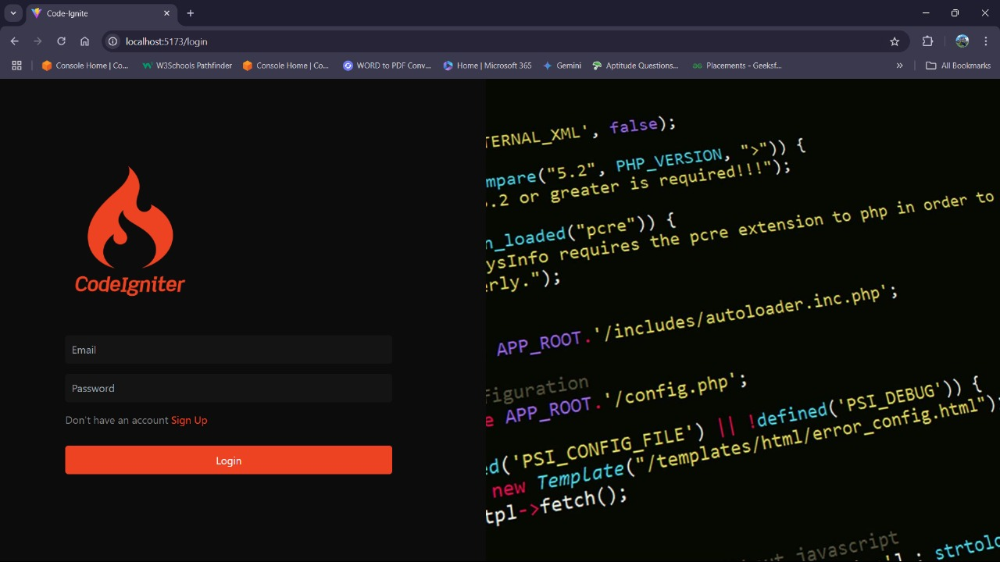 Code-Ignite
localhost:5173/login
Console Home | Co...
W3Schools Pathfinder
Console Home | Co...
WORD to PDF Conv...
Home | Microsoft 365
Gemini
Aptitude Questions...
Placements - Geeksf...
All Bookmarks
CodeIgniter
Email
Password
Don't have an account Sign Up
Login
TERNAL_XML', false);
mpare("5.2", PHP_VERSION, ">")) {
.2 or greater is required!!!");
n_loaded("pcre")) {
ysInfo requires the pcre extension to php in order to
rly.");
APP_ROOT.'/includes/autoloader.inc.php';
figuration
e APP_ROOT.'/config.php';
ed('PSI_CONFIG_FILE') || !defined('PSI_DEBUG')) {
new Template("/templates/html/error_config.html");
tpl->fetch();
javascript
strtolo